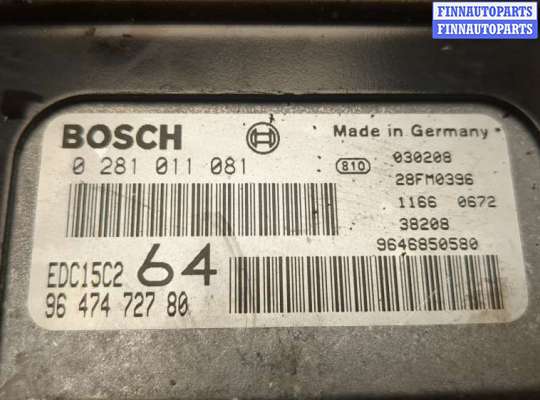 FINNAUTOPARTS
FINNAUTOPARTS
BOSCH
Made in Germany
0 281 011 081
810
030208
28FM0396
1166 0672
38208
9646850580
EDC15C2 64
96 474 727 80